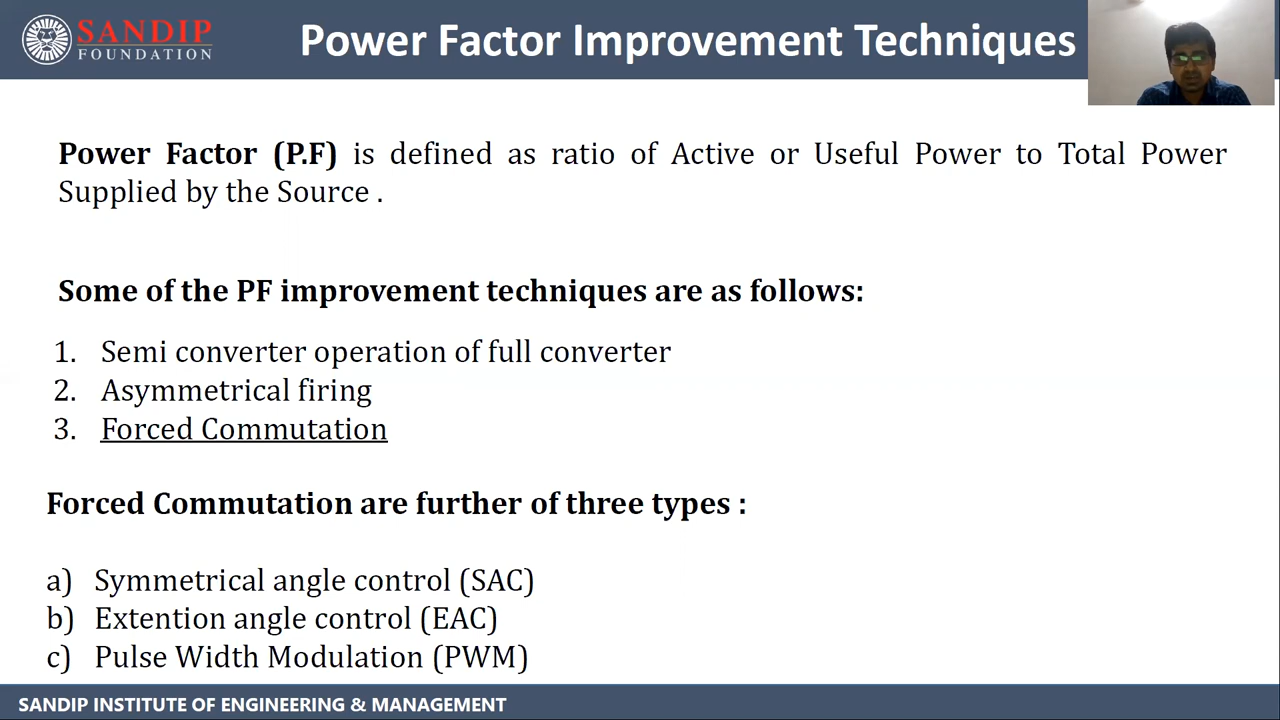 SANDIP
FOUNDATION
Power Factor Improvement Techniques
Power Factor (P.F) is defined as ratio of Active or Useful Power to Total Power
Supplied by the Source .
Some of the PF improvement techniques are as follows:
1. Semi converter operation of full converter
2. Asymmetrical firing
3. Forced Commutation
Forced Commutation are further of three types :
a) Symmetrical angle control (SAC)
b) Extention angle control (EAC)
c) Pulse Width Modulation (PWM)
SANDIP INSTITUTE OF ENGINEERING & MANAGEMENT